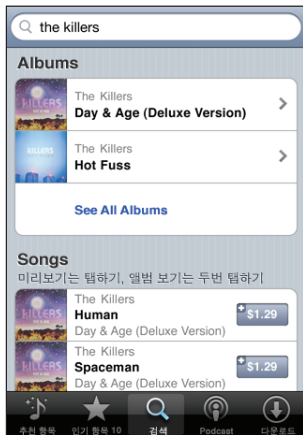 the killers
Albums
The Killers
Day & Age (Deluxe Version)
The Killers
Hot Fuss
See All Albums
Songs
미리보기는 탭하기, 앨범 보기는 두번 탭하기
The Killers
Human
Day & Age (Deluxe Version)
$1.29
The Killers
Spaceman
Day & Age (Deluxe Version)
$1.29
추천 항목
인기 항목 10
검색
Podcast
다운로드